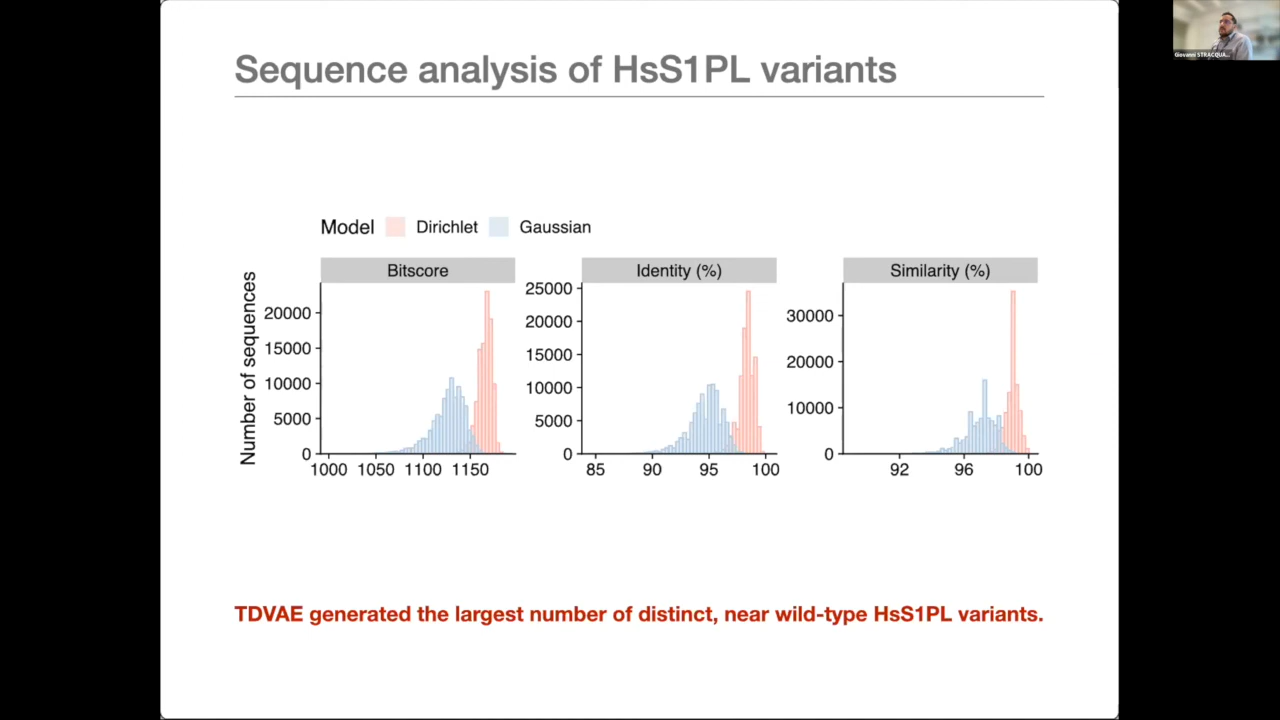 Sequence analysis of HsS1PL variants
Giovanni STRACQUA...
Model Dirichlet Gaussian
Bitscore Identity (%) Similarity (%)
Number of sequences
20000
15000
10000
5000
0
1000 1050 1100 1150
25000
20000
15000
10000
5000
0
85 90 95 100
30000
20000
10000
0
92 96 100
TDVAE generated the largest number of distinct, near wild-type HsS1PL variants.